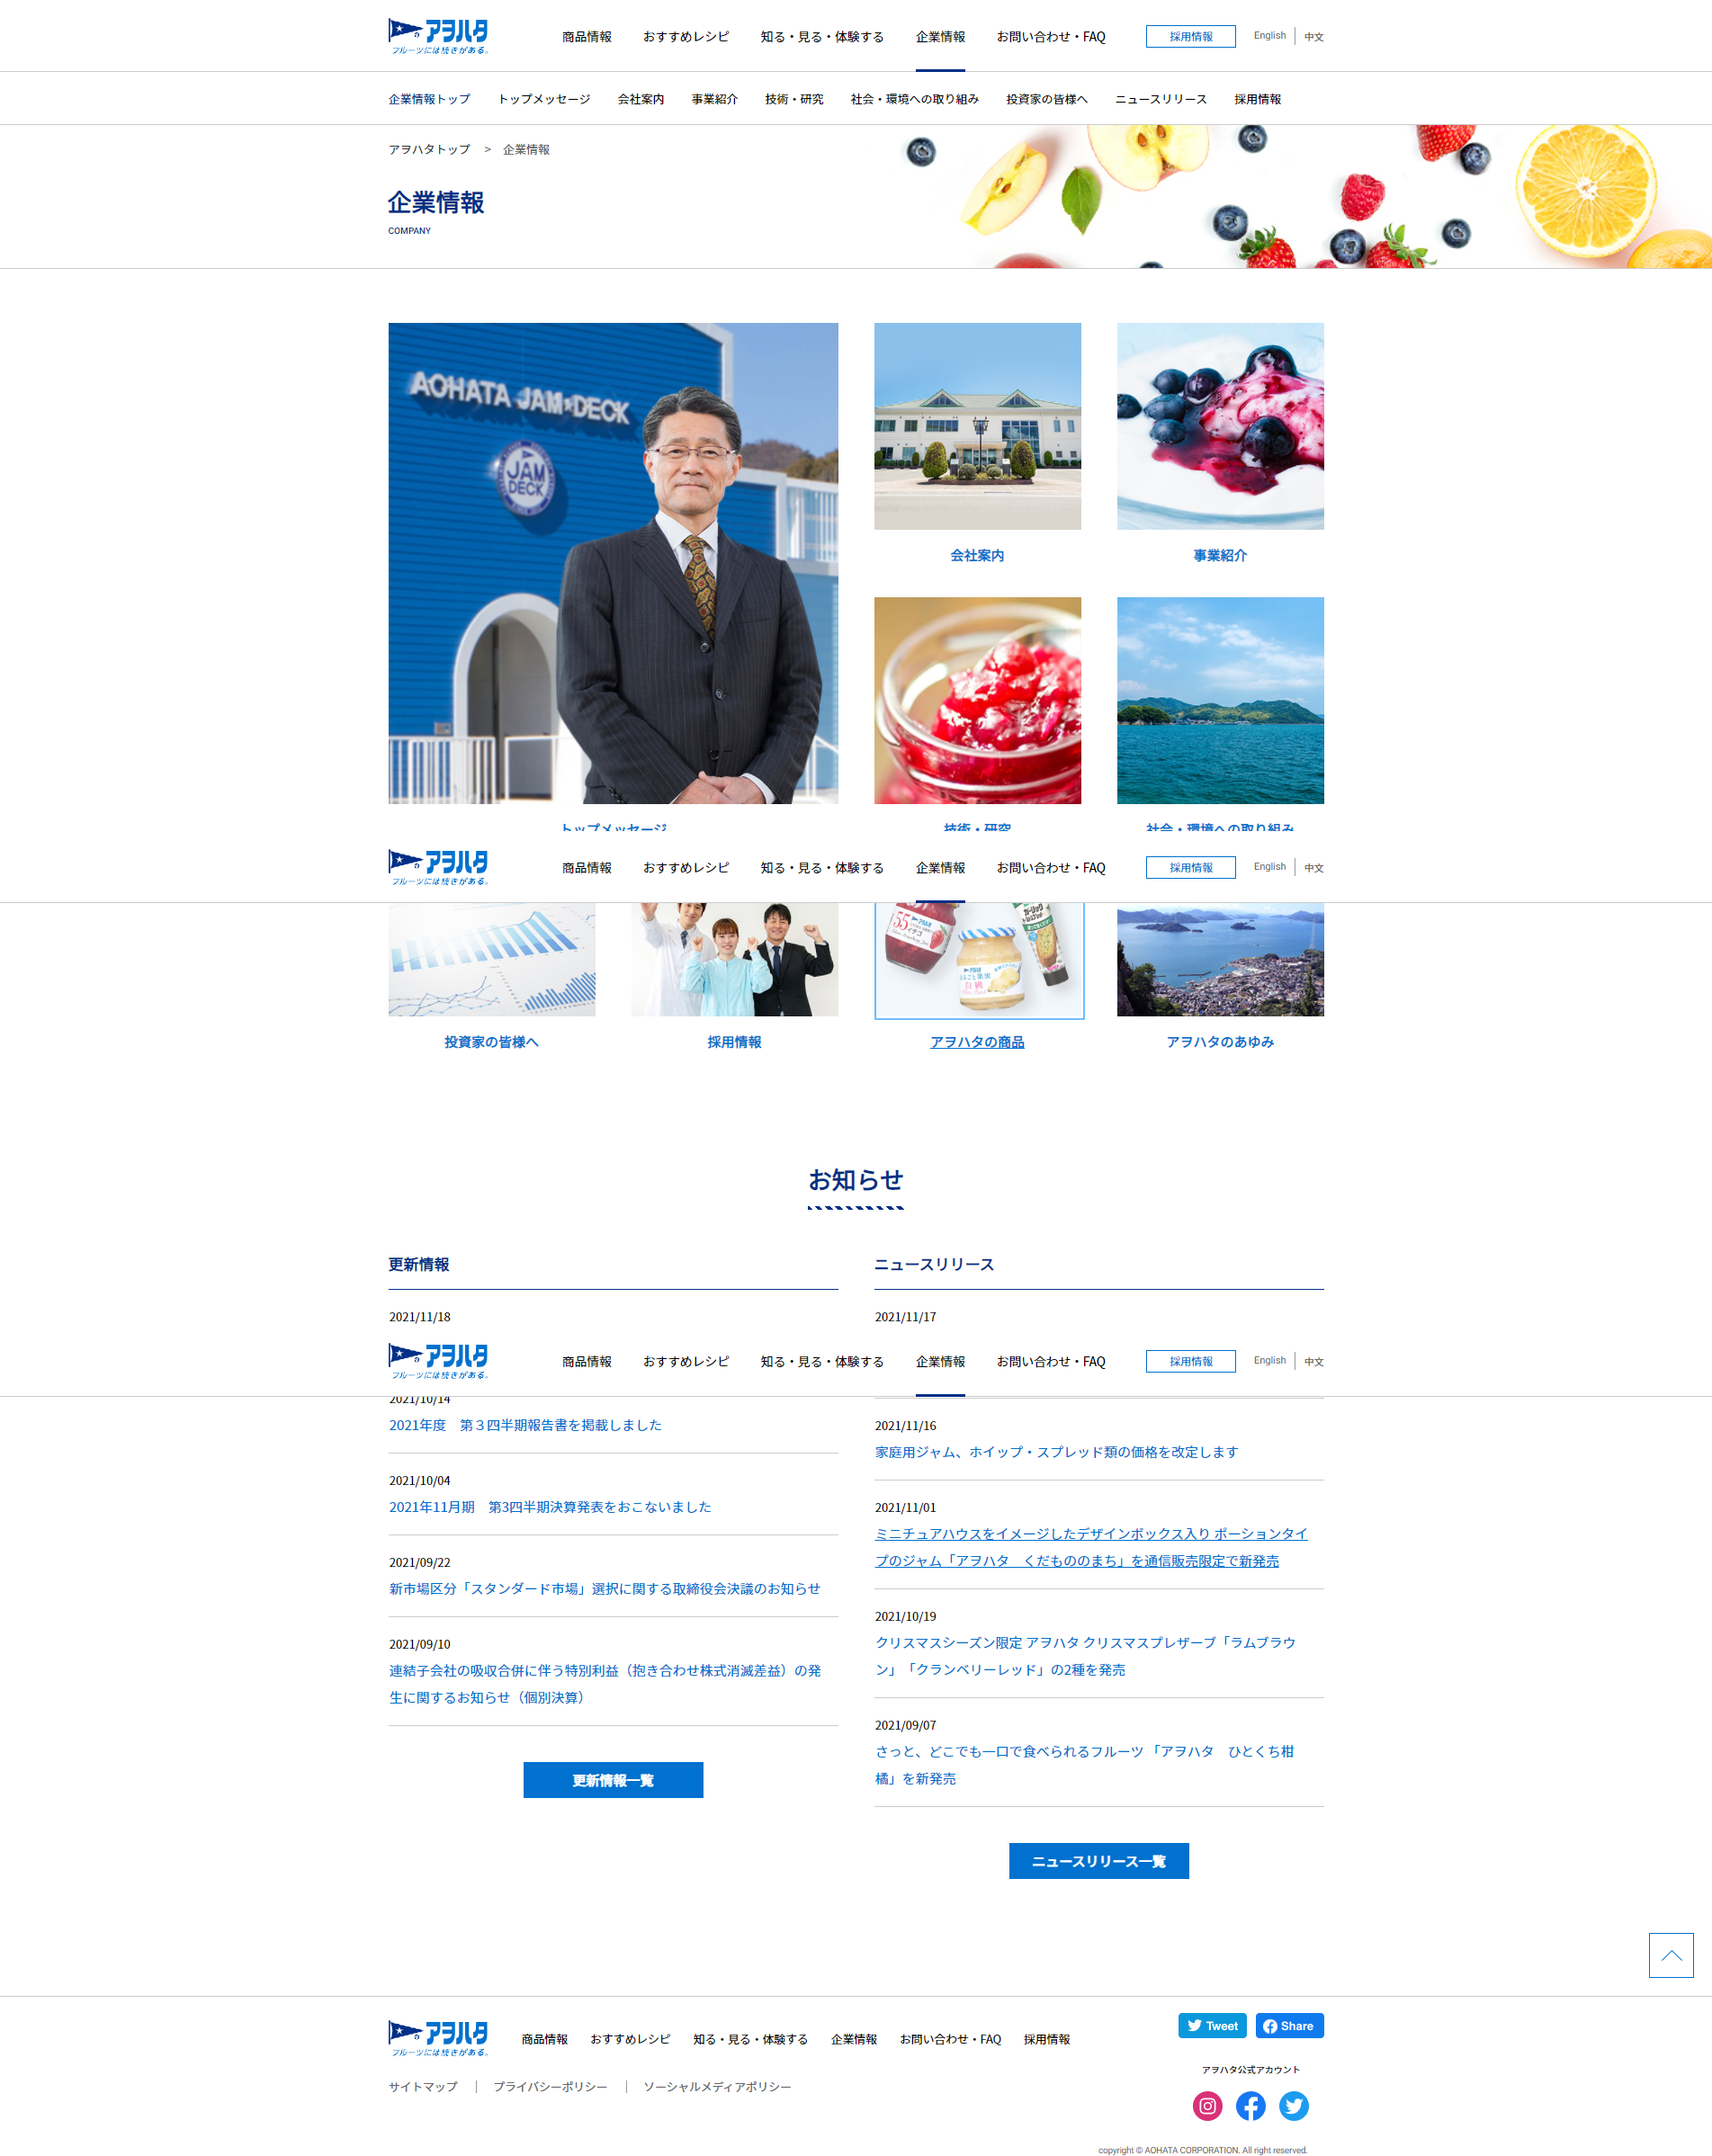 アヲハタ
フルーツには続きがある。
商品情報 おすすめレシピ 知る・見る・体験する 企業情報 お問い合わせ・FAQ 採用情報 English 中文
企業情報トップ トップメッセージ 会社案内 事業紹介 技術・研究 社会・環境への取り組み 投資家の皆様へ ニュースリリース 採用情報
アヲハタトップ > 企業情報
企業情報
COMPANY
AOHATA JAM DECK
JAM
DECK
会社案内 事業紹介
トップメッセージ 技術・研究 社会・環境への取り組み
アヲハタ
フルーツには続きがある。
商品情報 おすすめレシピ 知る・見る・体験する 企業情報 お問い合わせ・FAQ 採用情報 English 中文
アヲハタ
55
イチゴ
アヲハタ
まるごと果実
白桃
投資家の皆様へ 採用情報 アヲハタの商品 アヲハタのあゆみ
お知らせ
更新情報
2021/11/18
ニュースリリース
2021/11/17
アヲハタ
フルーツには続きがある。
商品情報 おすすめレシピ 知る・見る・体験する 企業情報 お問い合わせ・FAQ 採用情報 English 中文
2021/10/14
2021年度 第３四半期報告書を掲載しました
2021/10/04
2021年11月期 第3四半期決算発表をおこないました
2021/09/22
新市場区分「スタンダード市場」選択に関する取締役会決議のお知らせ
2021/09/10
連結子会社の吸収合併に伴う特別利益（抱き合わせ株式消滅差益）の発
生に関するお知らせ（個別決算）
更新情報一覧
2021/11/16
家庭用ジャム、ホイップ・スプレッド類の価格を改定します
2021/11/01
ミニチュアハウスをイメージしたデザインボックス入り ポーションタイ
プのジャム「アヲハタ くだもののまち」を通信販売限定で新発売
2021/10/19
クリスマスシーズン限定 アヲハタ クリスマスプレザーブ「ラムブラウ
ン」「クランベリーレッド」の2種を発売
2021/09/07
さっと、どこでも一口で食べられるフルーツ 「アヲハタ ひとくち柑
橘」を新発売
ニュースリリース一覧
アヲハタ
フルーツには続きがある。
商品情報 おすすめレシピ 知る・見る・体験する 企業情報 お問い合わせ・FAQ 採用情報
サイトマップ プライバシーポリシー ソーシャルメディアポリシー
Tweet Share
アヲハタ公式アカウント
copyright © AOHATA CORPORATION. All right reserved.